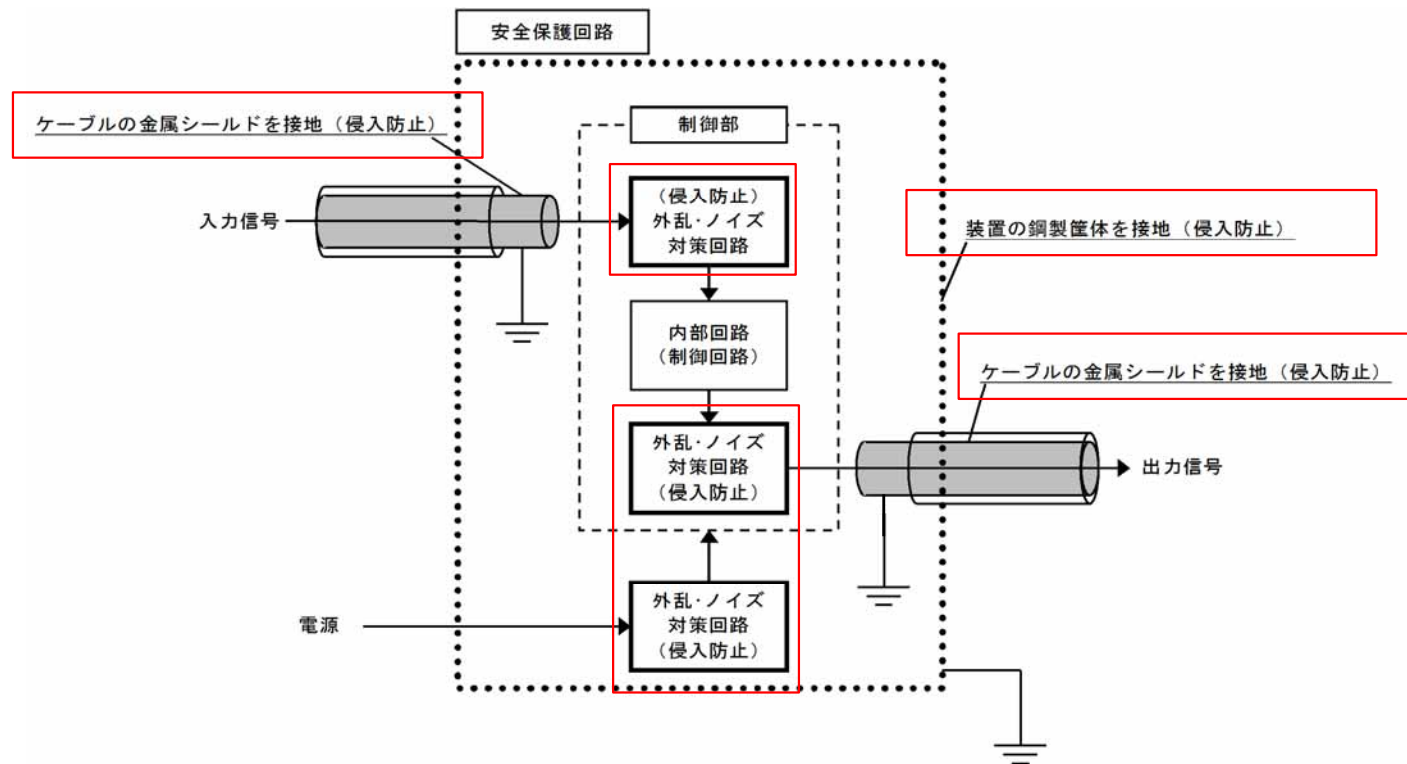 安全保護回路
ケーブルの金属シールドを接地（侵入防止）
制御部
（侵入防止）
外乱・ノイズ
対策回路
入力信号
装置の鋼製筐体を接地（侵入防止）
内部回路
（制御回路）
ケーブルの金属シールドを接地（侵入防止）
外乱・ノイズ
対策回路
（侵入防止）
出力信号
外乱・ノイズ
対策回路
（侵入防止）
電源